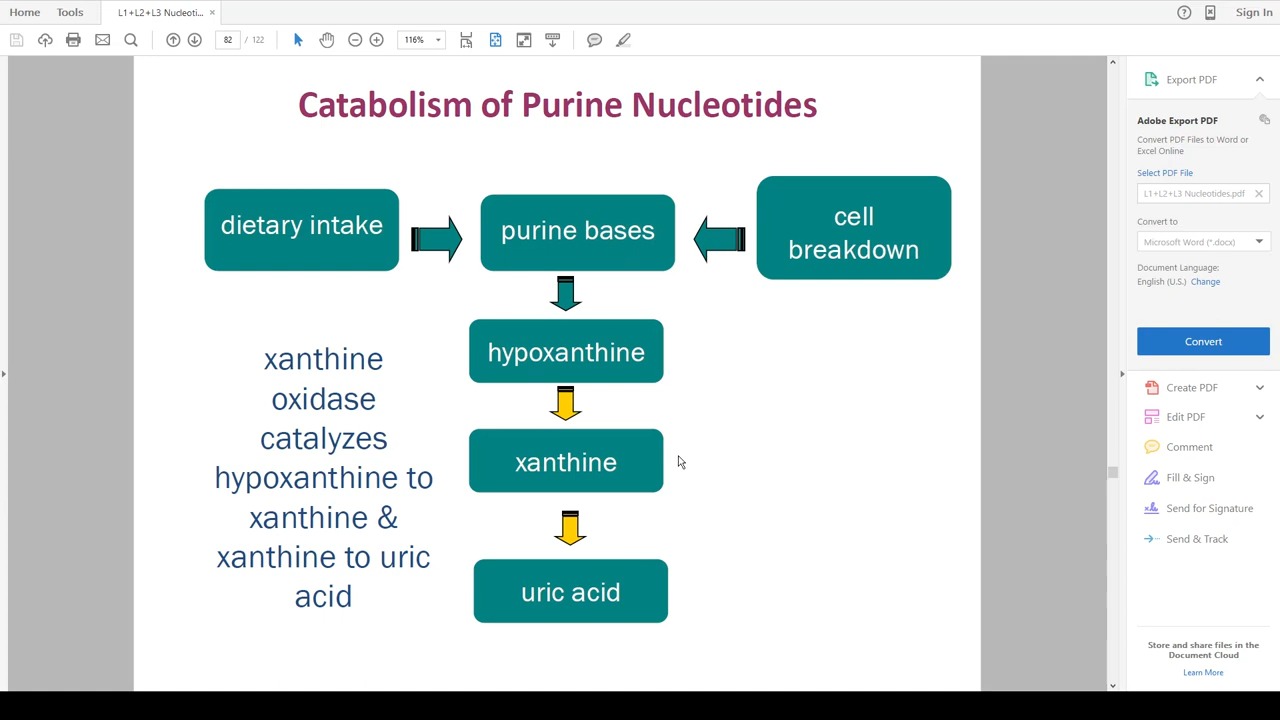 Home
Tools
L1+L2+L3 Nucleoti...
×
Sign In
82 / 122
116%
Catabolism of Purine Nucleotides
dietary intake
purine bases
cell
breakdown
hypoxanthine
xanthine
uric acid
xanthine
oxidase
catalyzes
hypoxanthine to
xanthine &
xanthine to uric
acid
Export PDF
Adobe Export PDF
Convert PDF Files to Word or
Excel Online
Select PDF File
L1+L2+L3 Nucleotides.pdf
Convert to
Microsoft Word (*.docx)
Document Language:
English (U.S.) Change
Convert
Create PDF
Edit PDF
Comment
Fill & Sign
Send for Signature
Send & Track
Store and share files in the
Document Cloud
Learn More